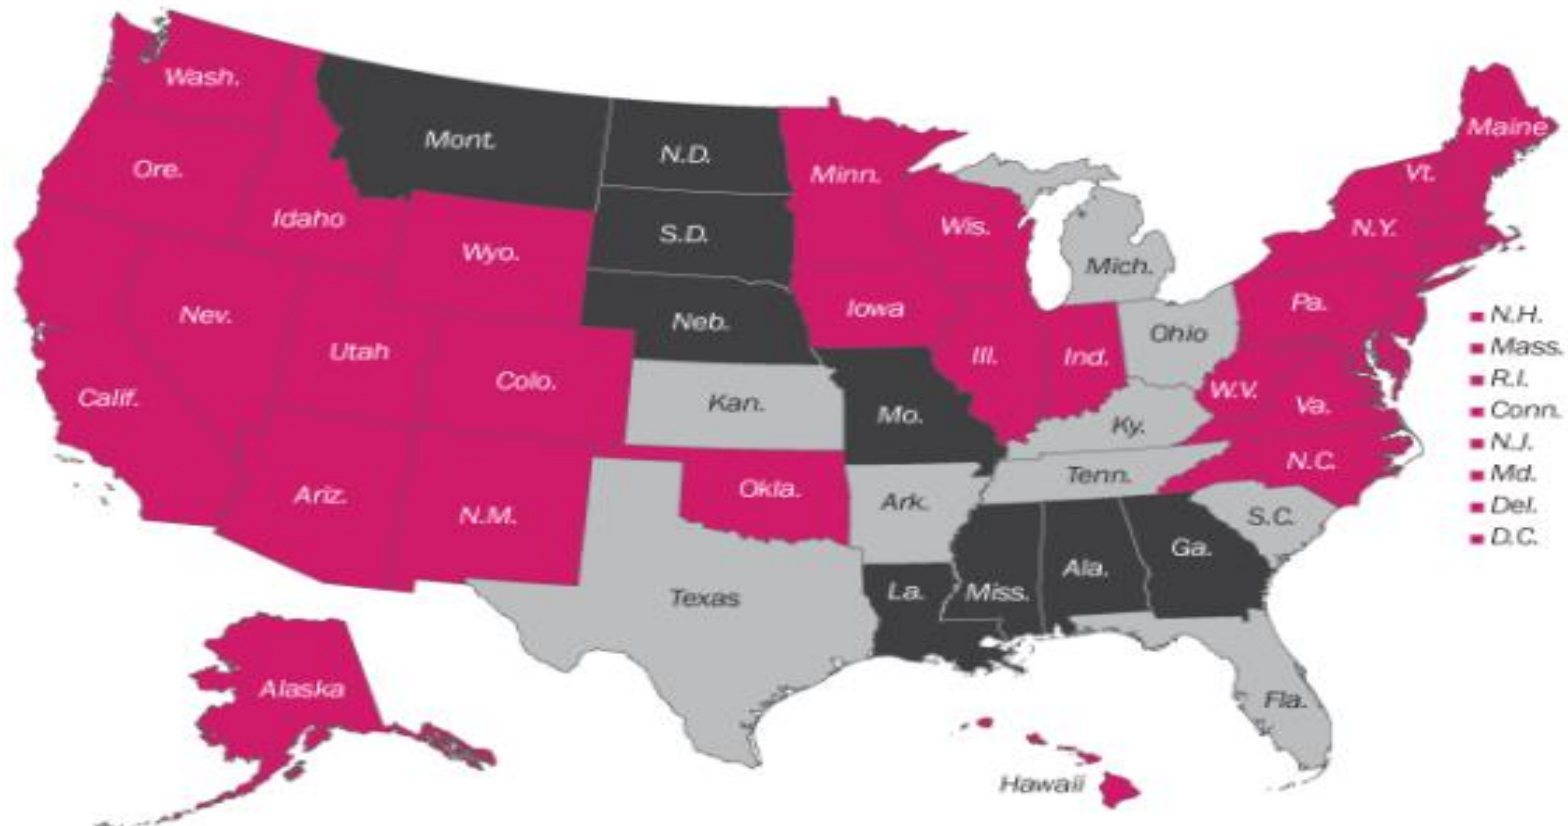 Wash.
Mont.
N.D.
Maine
Ore.
Minn.
Vt.
Idaho
S.D.
Wis.
N.Y.
Wyo.
Mich.
Nev.
Neb.
Iowa
Pa.
Ohio
N.H.
Utah
Ill.
Ind.
Mass.
Calif.
Colo.
Kan.
Mo.
W.V.
Va.
R.I.
Ky.
Conn.
N.J.
Ariz.
N.M.
Okla.
Ark.
Tenn.
N.C.
Md.
Del.
S.C.
D.C.
Texas
La.
Miss.
Ala.
Ga.
Alaska
Fla.
Hawaii